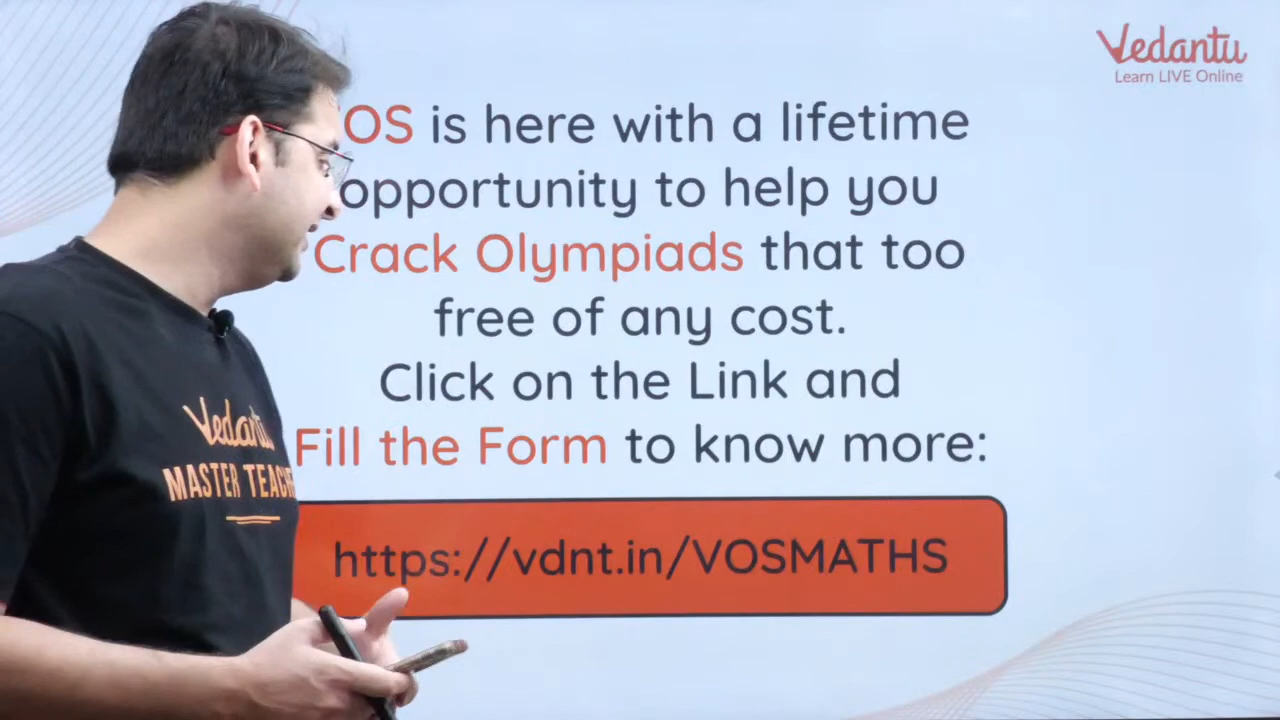 Vedantu
Learn LIVE Online
OS is here with a lifetime
opportunity to help you
Crack Olympiads that too
free of any cost.
Click on the Link and
Fill the Form to know more:
https://vdnt.in/VOSMATHS
Vedantu
MASTER TEACH